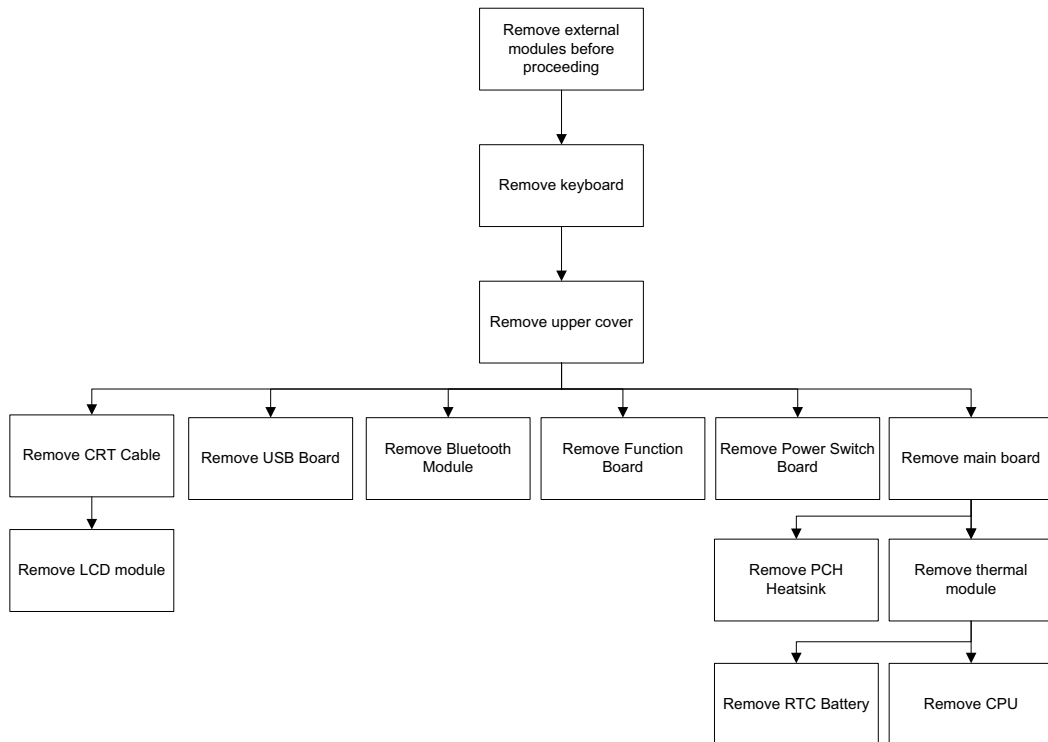 Remove external
modules before
proceeding
Remove keyboard
Remove upper cover
Remove CRT Cable
Remove USB Board
Remove Bluetooth
Module
Remove Function
Board
Remove Power Switch
Board
Remove main board
Remove LCD module
Remove PCH
Heatsink
Remove thermal
module
Remove RTC Battery
Remove CPU